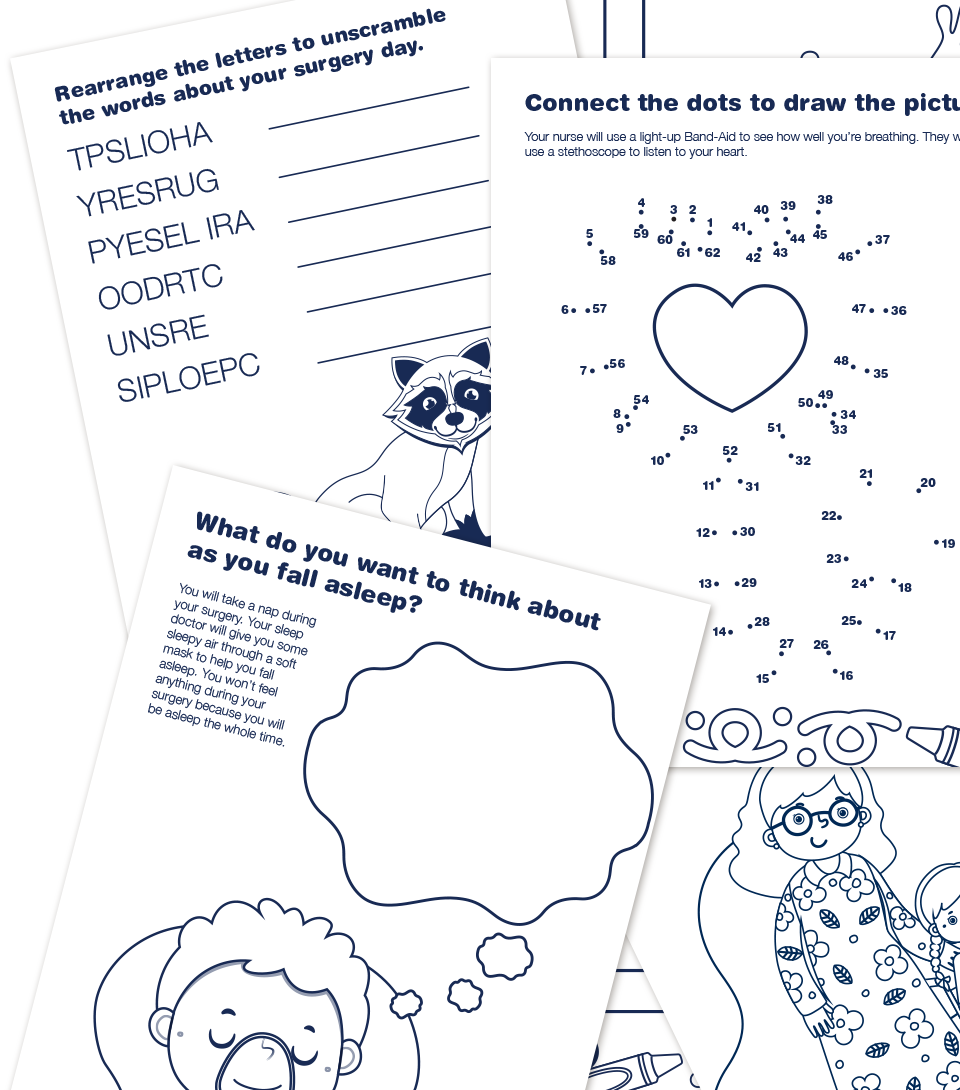 Rearrange the letters to unscramble
the words about your surgery day.
TPSLIOHA
YRESRUG
PYESEL IRA
OODRTC
UNSRE
SIPLOEPC
Connect the dots to draw the pictu
Your nurse will use a light-up Band-Aid to see how well you're breathing. They w
use a stethoscope to listen to your heart.
4 3 2 1 40 39 38
5 59 60 41 44 45 37
58 61 62 42 43 46
6 57 47 36
7 56 48 35
54 50 49
8 34
9 53 51 33
10 52 32
11 31 21 20
12 30 22
23 19
13 29 24 18
14 28 25 17
27 26
15 16
What do you want to think about
as you fall asleep?
You will take a nap during
your surgery. Your sleep
doctor will give you some
sleepy air through a soft
mask to help you fall
asleep. You won't feel
anything during your
surgery because you will
be asleep the whole time.